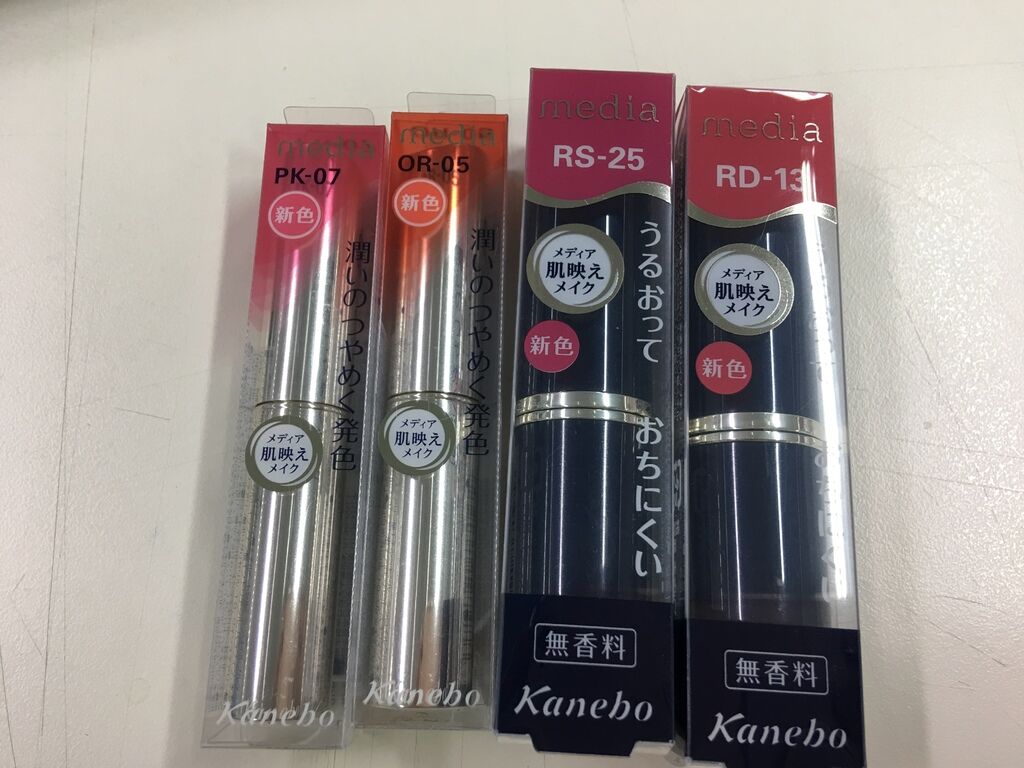 media
PK-07
新色
潤いのつやめく発色
メディア
肌映え
メイク
Kanebo
media
OR-05
新色
潤いのつやめく発色
メディア
肌映え
メイク
Kanebo
media
RS-25
メディア
肌映え
メイク
新色
うるおって おちにくい
無香料
Kanebo
media
RD-13
メディア
肌映え
メイク
新色
無香料
Kanebo